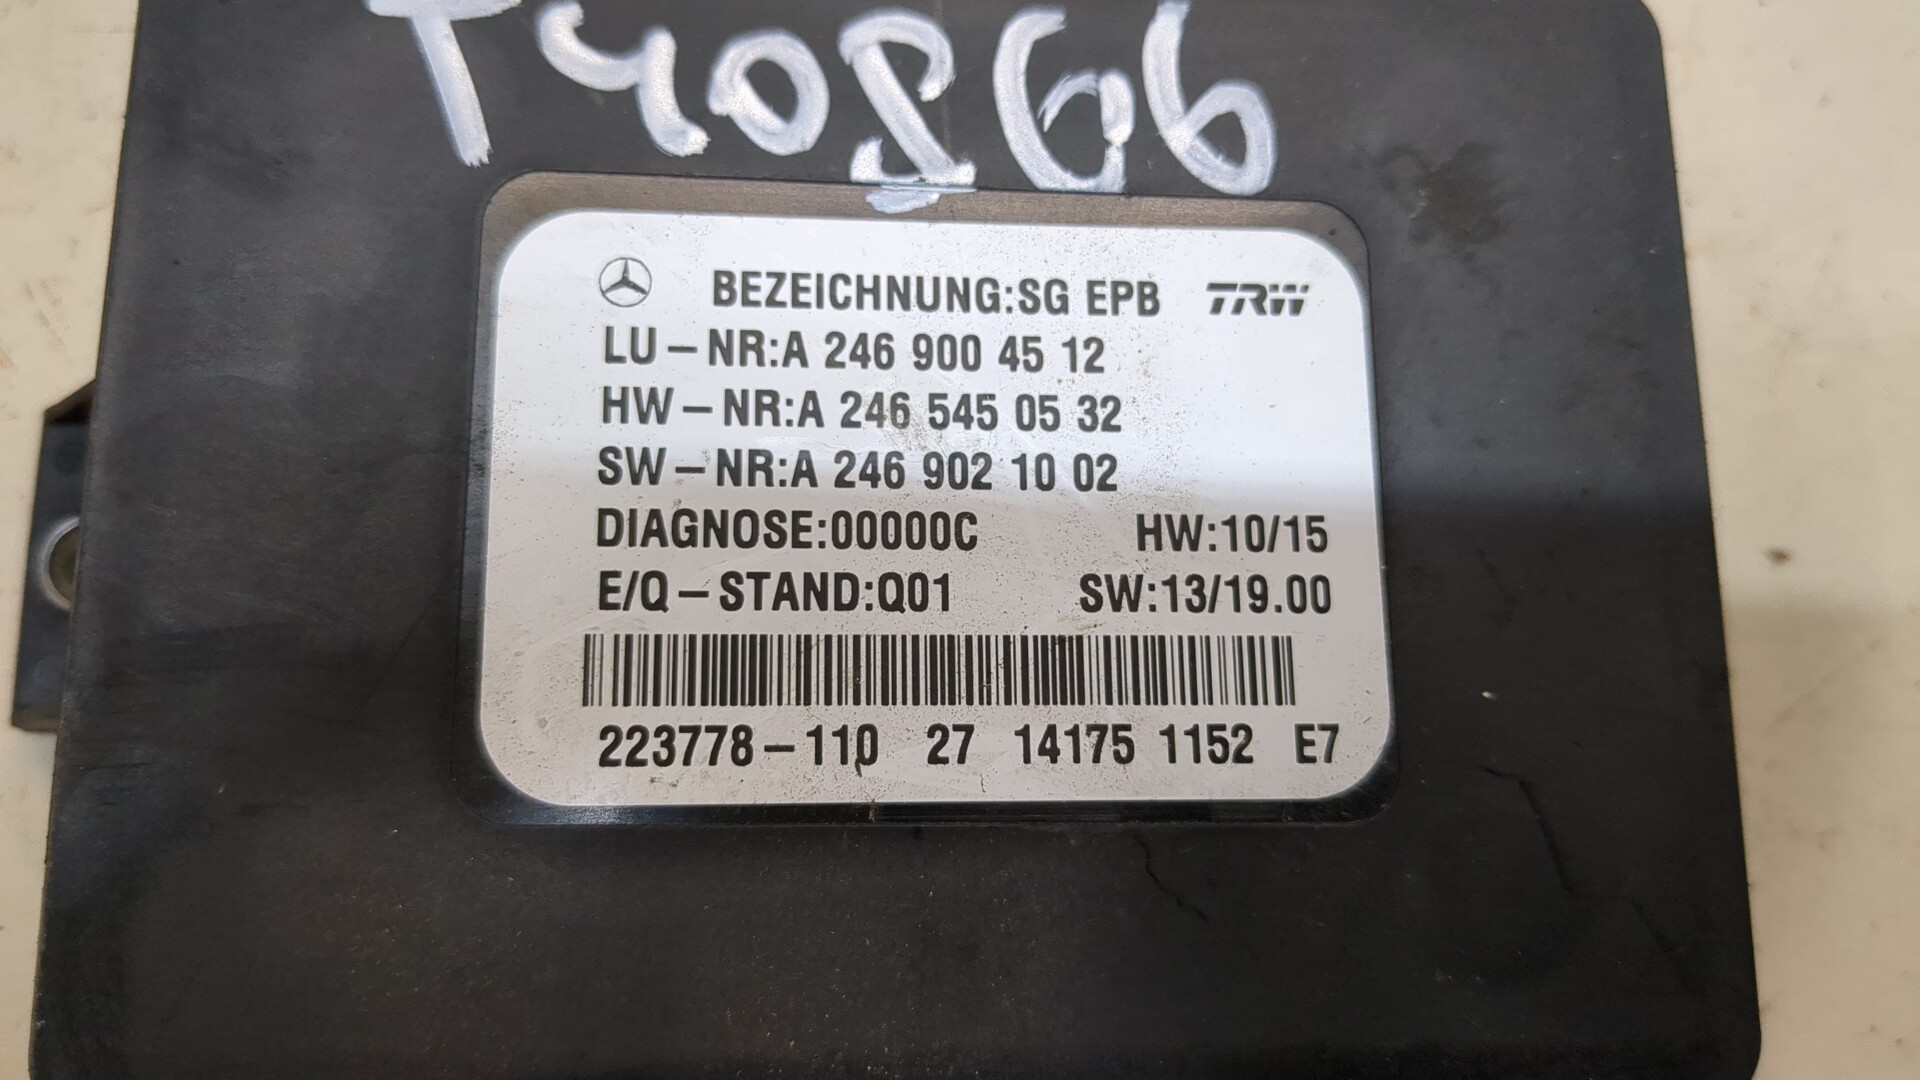 T40866
BEZEICHNUNG:SG EPB TRW
LU-NR:A 246 900 45 12
HW-NR:A 246 545 05 32
SW-NR:A 246 902 10 02
DIAGNOSE:00000C HW:10/15
E/Q-STAND:Q01 SW:13/19.00
223778-110 27 14175 1152 E7